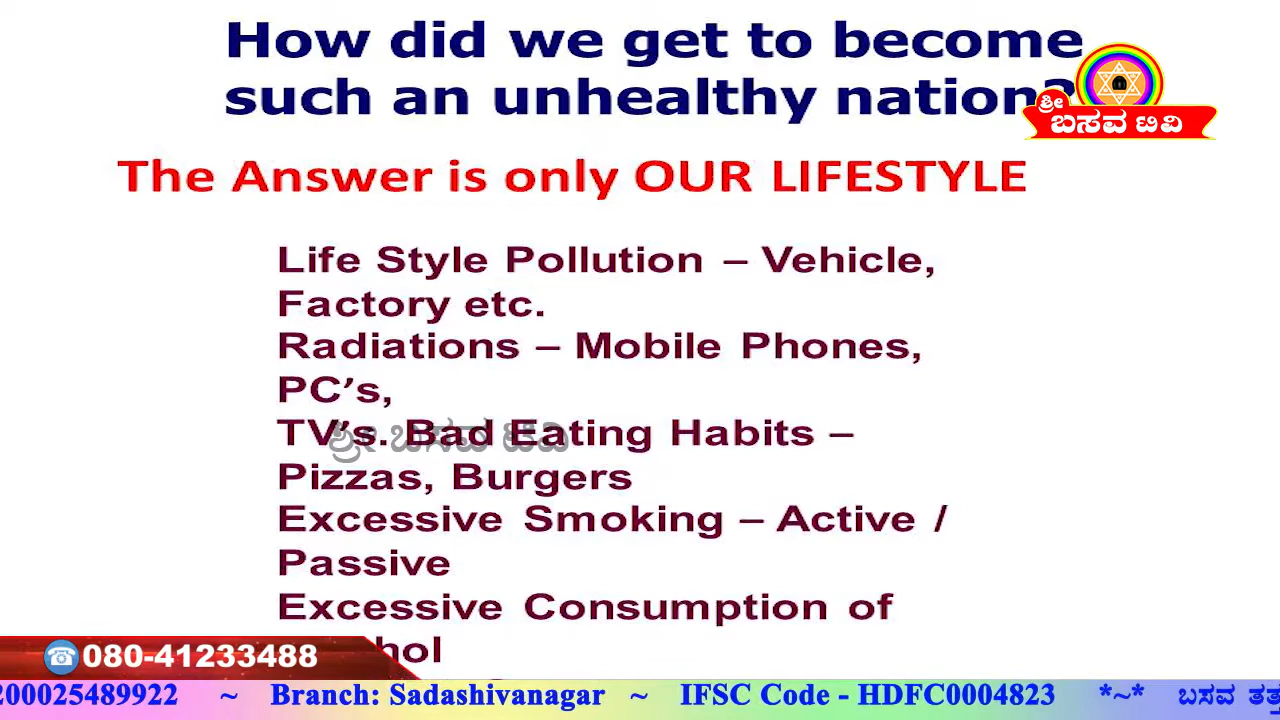 How did we get to become
such an unhealthy nation?
ಶ್ರೀ
ಬಸವ ಟಿವಿ
The Answer is only OUR LIFESTYLE
Life Style Pollution – Vehicle,
Factory etc.
Radiations – Mobile Phones,
PC’s,
TV’s. Bad Eating Habits –
ಶ್ರೀ ಬಸವ ಟಿವಿ
Pizzas, Burgers
Excessive Smoking – Active /
Passive
Excessive Consumption of
080-41233488
200025489922 ~ Branch: Sadashivanagar ~ IFSC Code - HDFC0004823 *~* ಬಸವ